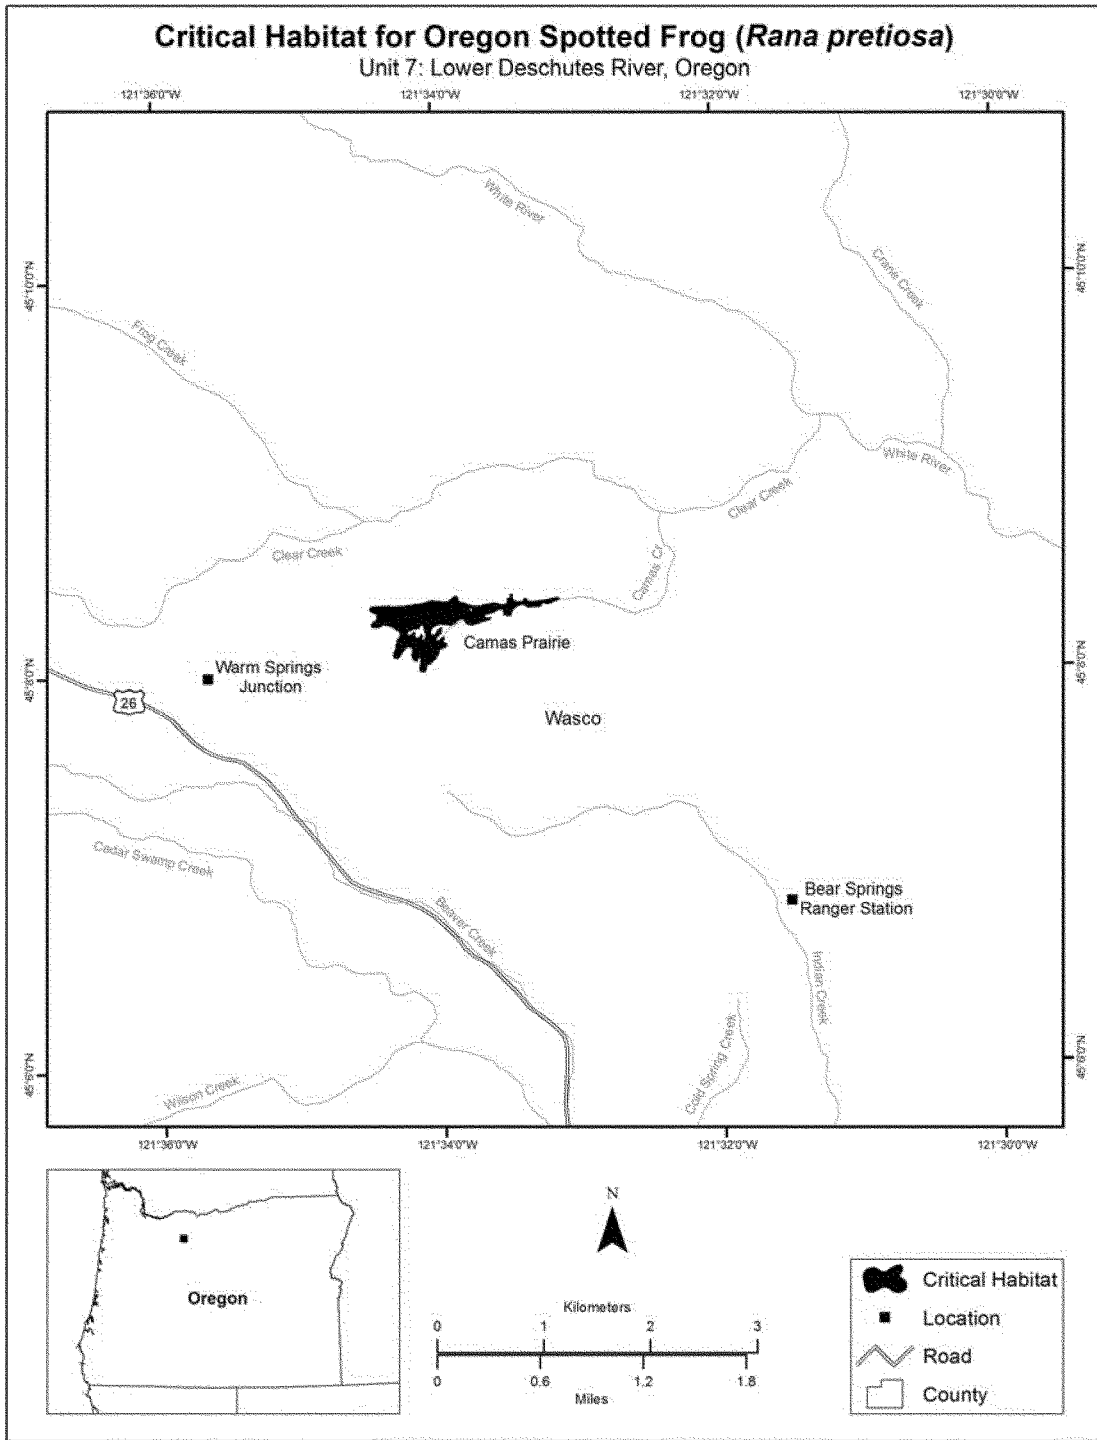 Critical Habitat for Oregon Spotted Frog (Rana pretiosa)
Unit 7: Lower Deschutes River, Oregon
121°36'0"W
121°34'0"W
121°32'0"W
121°30'0"W
White River
Crane Creek
45°10'0"N
45°10'0"N
Frog Creek
White River
Clear Creek
Clear Creek
Camas Cr
Camas Prairie
Warm Springs
Junction
45°8'0"N
45°8'0"N
26
Wasco
Cedar Swamp Creek
Bear Springs
Ranger Station
Beaver Creek
Indian Creek
Cold Spring Creek
45°6'0"N
45°6'0"N
Wilson Creek
121°36'0"W
121°34'0"W
121°32'0"W
121°30'0"W
Oregon
N
Kilometers
0 1 2 3
0 0.6 1.2 1.8
Miles
Critical Habitat
Location
Road
County